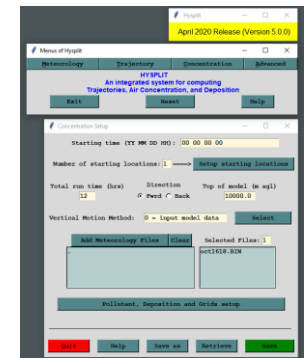 Hysplit
April 2020 Release (Version 5.0.0)
Menus of Hysplit
Meteorology Trajectory Concentration Advanced
HYSPLIT
An integrated system for computing
Trajectories, Air Concentration, and Deposition
Exit Reset Help
Concentration Setup
Starting time (YY MM DD HH): 00 00 00 00
Number of starting locations: 1 ----> Setup starting locations
Total run time (hrs) Direction Top of model (m agl)
12 Fwrd Back 10000.0
Vertical Motion Method: 0 = input model data Select
Add Meteorology Files Clear Selected Files: 1
. oct1618.BIN
Pollutant, Deposition and Grids setup
Quit Help Save as Retrieve Save